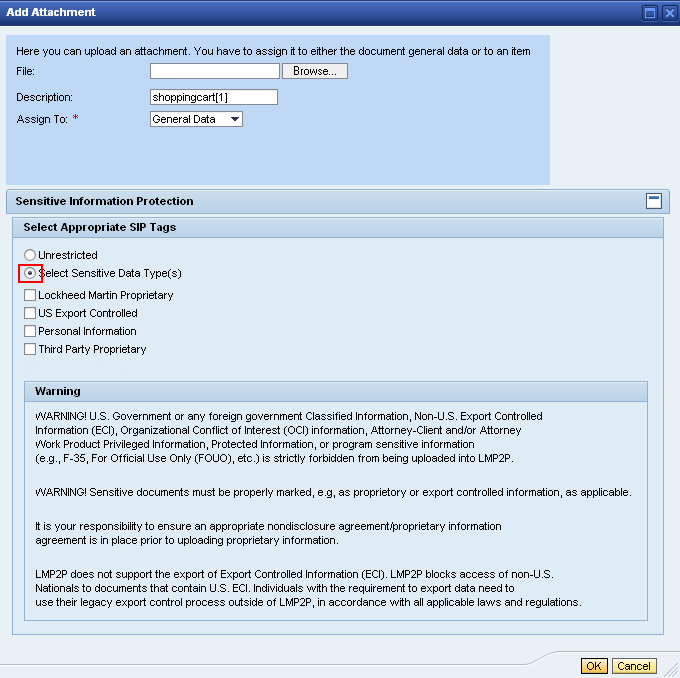 Add Attachment
Here you can upload an attachment. You have to assign it to either the document general data or to an item
File:
Browse...
Description:
shoppingcart[1]
Assign To: *
General Data
Sensitive Information Protection
Select Appropriate SIP Tags
Unrestricted
Select Sensitive Data Type(s)
Lockheed Martin Proprietary
US Export Controlled
Personal Information
Third Party Proprietary
Warning
WARNING! U.S. Government or any foreign government Classified Information, Non-U.S. Export Controlled
Information (ECI), Organizational Conflict of Interest (OCI) information, Attorney-Client and/or Attorney
Work Product Privileged Information, Protected Information, or program sensitive information
(e.g., F-35, For Official Use Only (FOUO), etc.) is strictly forbidden from being uploaded into LMP2P.
WARNING! Sensitive documents must be properly marked, e.g, as proprietory or export controlled information, as applicable.
It is your responsibility to ensure an appropriate nondisclosure agreement/proprietary information
agreement is in place prior to uploading proprietary information.
LMP2P does not support the export of Export Controlled Information (ECI). LMP2P blocks access of non-U.S.
Nationals to documents that contain U.S. ECI. Individuals with the requirement to export data need to
use their legacy export control process outside of LMP2P, in accordance with all applicable laws and regulations.
OK
Cancel